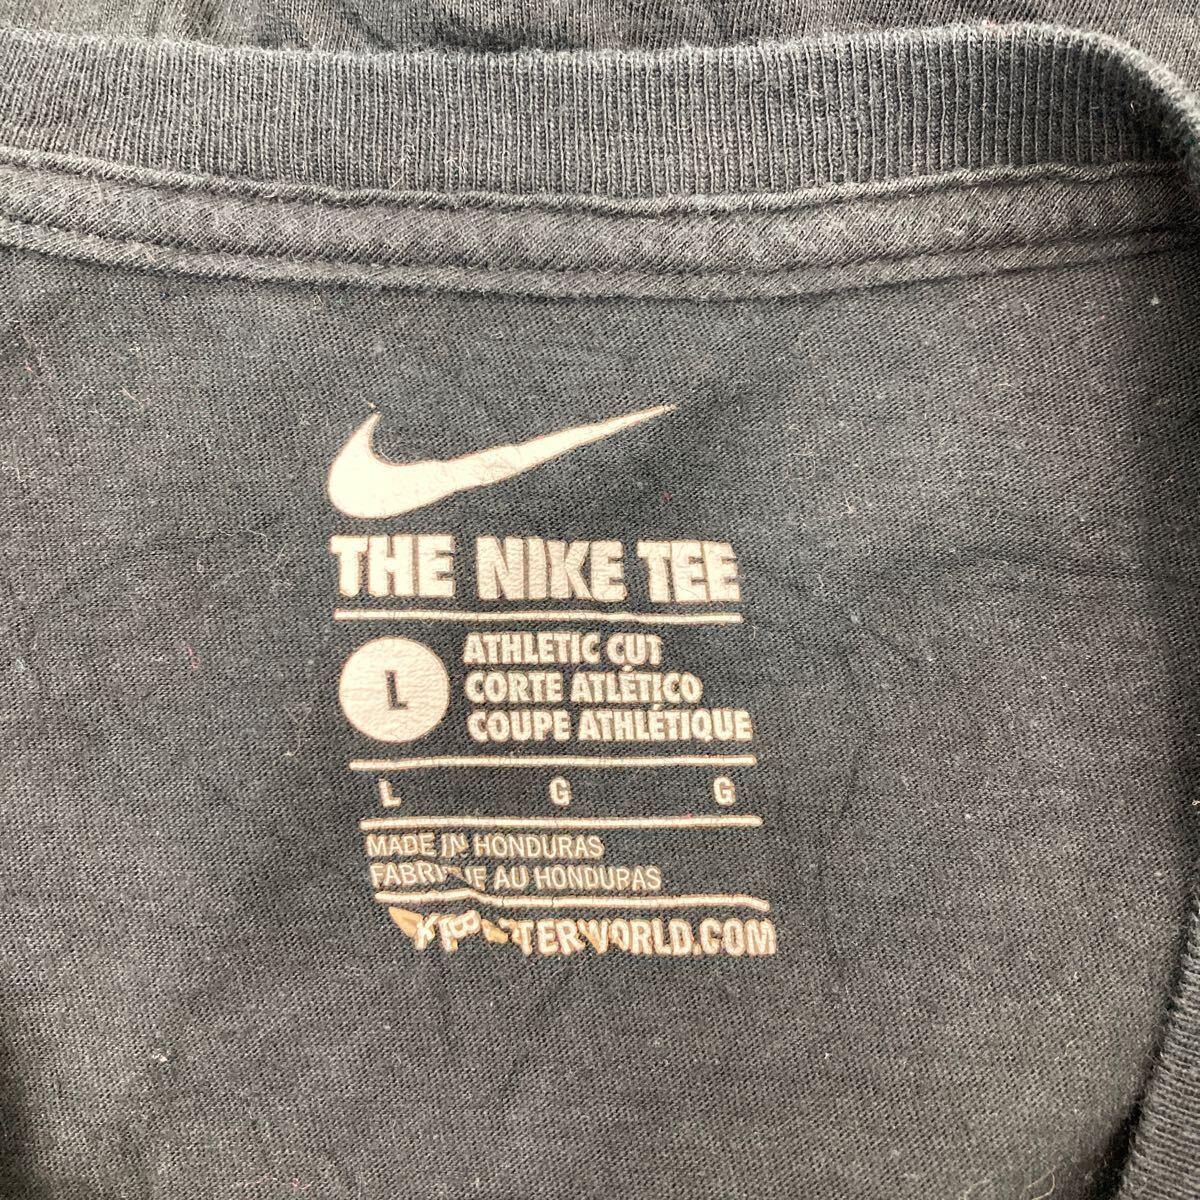 THE NIKE TEE
L
ATHLETIC CUT
CORTE ATLÉTICO
COUPE ATHLÉTIQUE
L G G
MADE IN HONDURAS
AU HONDURAS